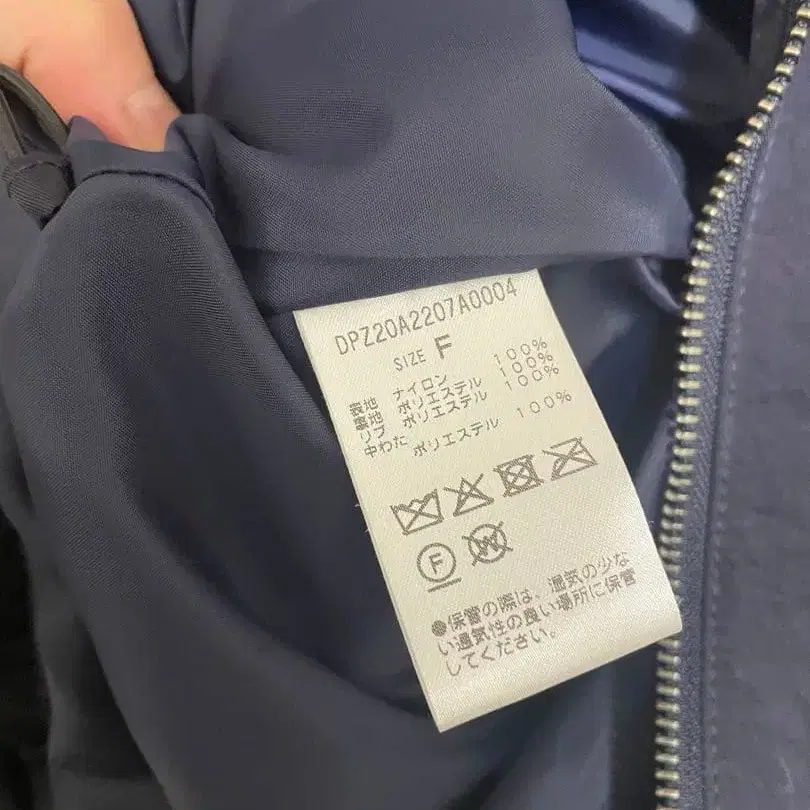 DPZ20A2207A0004
SIZE F
表地 ナイロン 100%
裏地 ポリエステル 100%
リブ ポリエステル 100%
中わた ポリエステル 100%
F W
●保管の際は、湿気の少な
い通気性の良い場所に保管
してください。